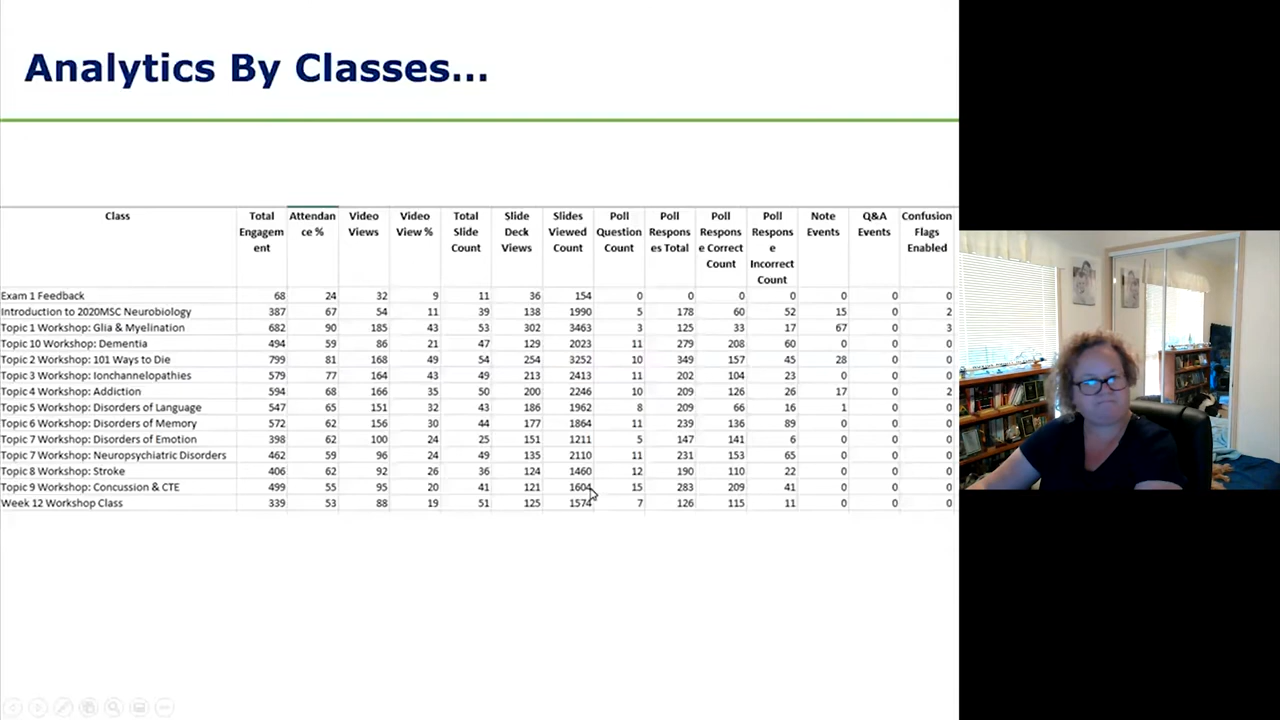 Analytics By Classes...
Class Total Engagem ent Attendan ce % Video Views Video View % Total Slide Count Slide Deck Views Slides Viewed Count Poll Question Count Poll Respons es Total Poll Respons e Correct Count Poll Respons e Incorrect Count Note Events Q&A Events Confusion Flags Enabled
Exam 1 Feedback 68 24 32 9 11 36 154 0 0 0 0 0 0 0
Introduction to 2020MSC Neurobiology 387 67 54 11 39 138 1990 5 178 60 52 15 0 2
Topic 1 Workshop: Glia & Myelination 682 90 185 43 53 302 3463 3 125 33 17 67 0 3
Topic 10 Workshop: Dementia 494 59 86 21 47 129 2023 11 279 208 60 0 0 0
Topic 2 Workshop: 101 Ways to Die 799 81 168 49 54 254 3252 10 349 157 45 28 0 0
Topic 3 Workshop: Ionchannelopathies 579 77 164 43 49 213 2413 11 202 104 23 0 0 0
Topic 4 Workshop: Addiction 594 68 166 35 50 200 2246 10 209 126 26 17 0 2
Topic 5 Workshop: Disorders of Language 547 65 151 32 43 186 1962 8 209 66 16 1 0 0
Topic 6 Workshop: Disorders of Memory 572 62 156 30 44 177 1864 11 239 136 89 0 0 0
Topic 7 Workshop: Disorders of Emotion 398 62 100 24 25 151 1211 5 147 141 6 0 0 0
Topic 7 Workshop: Neuropsychiatric Disorders 462 59 96 24 49 135 2110 11 231 153 65 0 0 0
Topic 8 Workshop: Stroke 406 62 92 26 36 124 1460 12 190 110 22 0 0 0
Topic 9 Workshop: Concussion & CTE 499 55 95 20 41 121 1604 15 283 209 41 0 0 0
Week 12 Workshop Class 339 53 88 19 51 125 1574 7 126 115 11 0 0 0